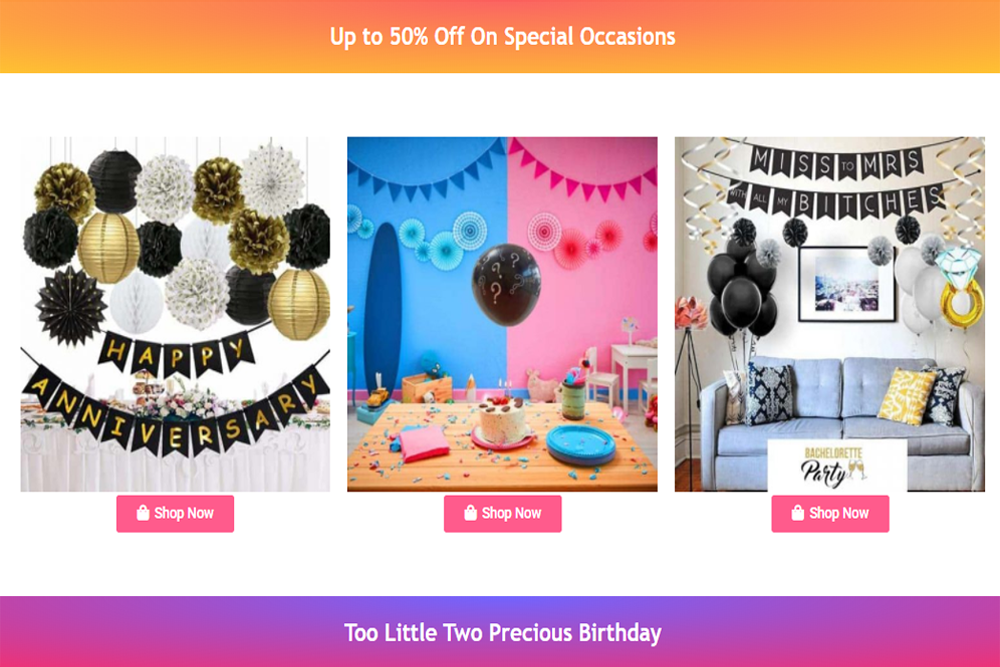 Up to 50% Off On Special Occasions
HAPPY
ANNIVERSARY
? ? ?
MISS TO MRS
WITH ALL MY BITCHES
BACHELORETTE
Party
Shop Now
Shop Now
Shop Now
Too Little Two Precious Birthday